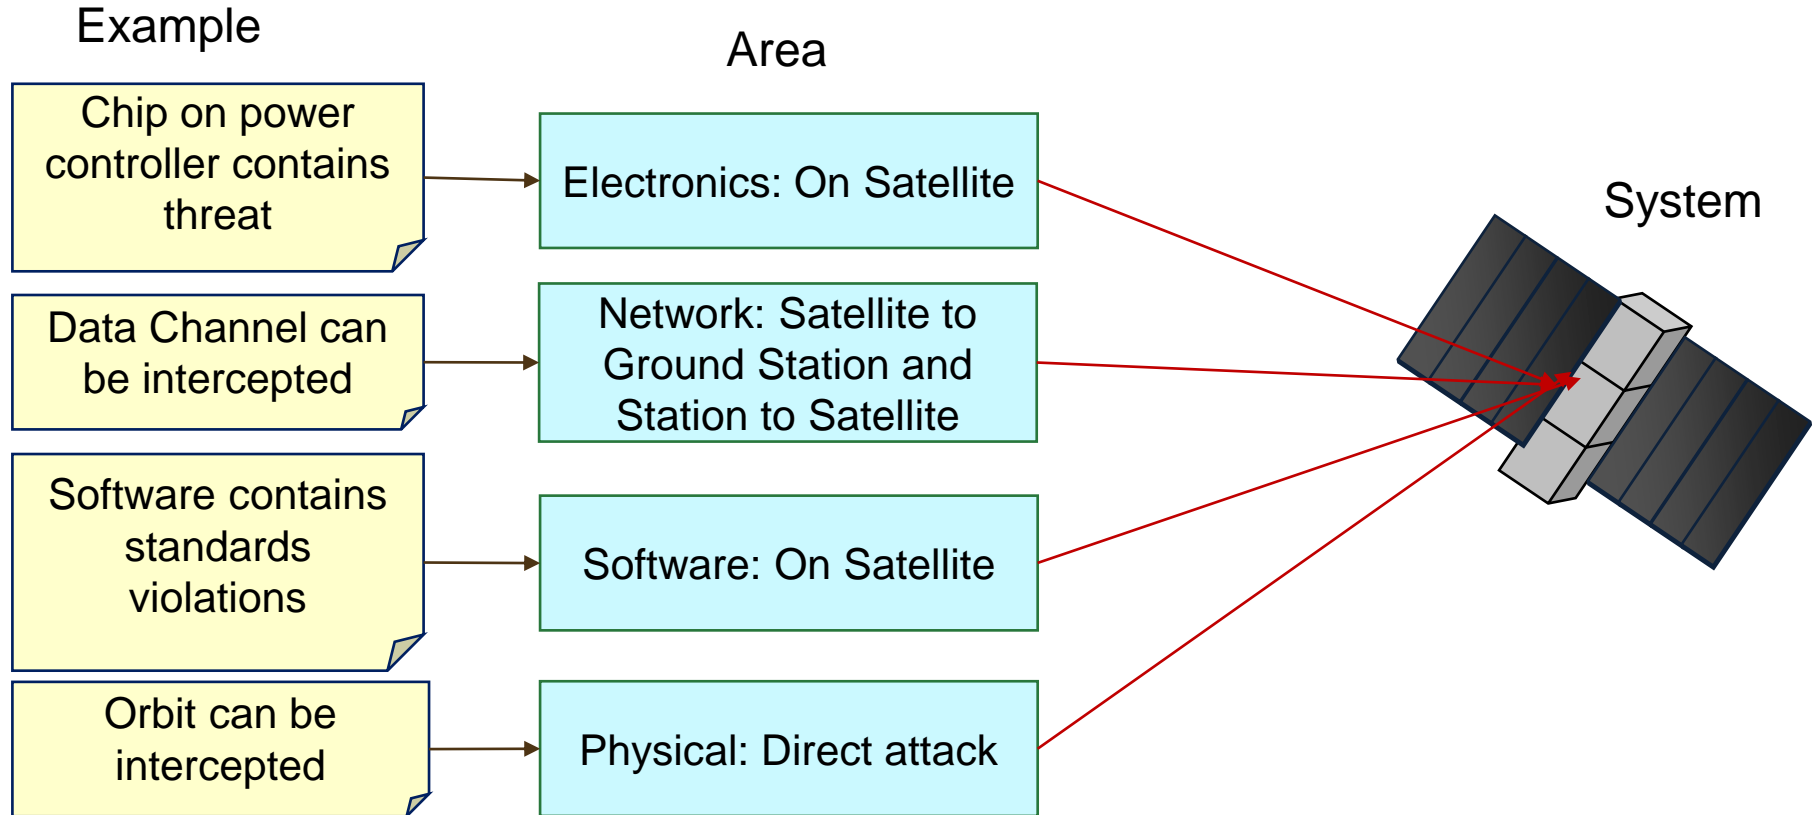 Example
Area
System
Chip on power
controller contains
threat
Electronics: On Satellite
Data Channel can
be intercepted
Network: Satellite to
Ground Station and
Station to Satellite
Software contains
standards
violations
Software: On Satellite
Orbit can be
intercepted
Physical: Direct attack